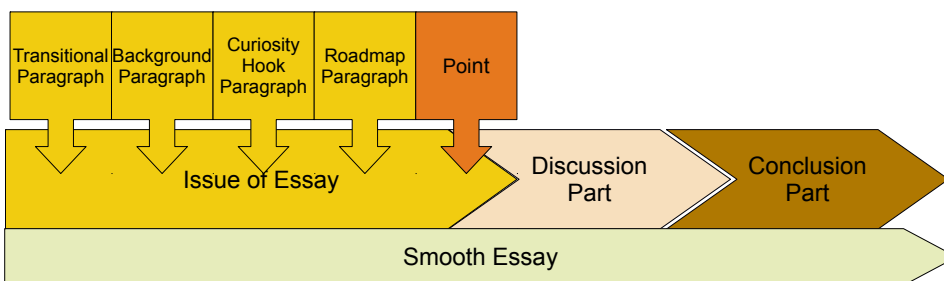 Transitional
Paragraph
Background
Paragraph
Curiosity
Hook
Paragraph
Roadmap
Paragraph
Point
Issue of Essay
Discussion
Part
Conclusion
Part
Smooth Essay